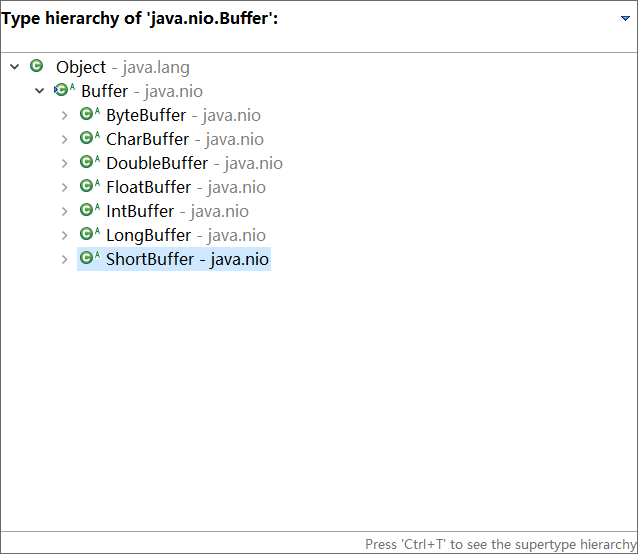 Type hierarchy of 'java.nio.Buffer':
Object - java.lang
Buffer - java.nio
ByteBuffer - java.nio
CharBuffer - java.nio
DoubleBuffer - java.nio
FloatBuffer - java.nio
IntBuffer - java.nio
LongBuffer - java.nio
ShortBuffer - java.nio
Press 'Ctrl+T' to see the supertype hierarchy